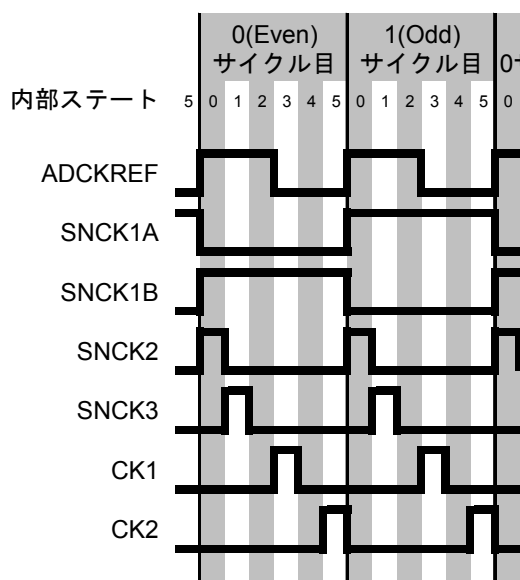 0(Even) 1(Odd)
サイクル目 サイクル目 0サ
内部ステート 5 0 1 2 3 4 5 0 1 2 3 4 5 0
ADCKREF
SNCK1A
SNCK1B
SNCK2
SNCK3
CK1
CK2